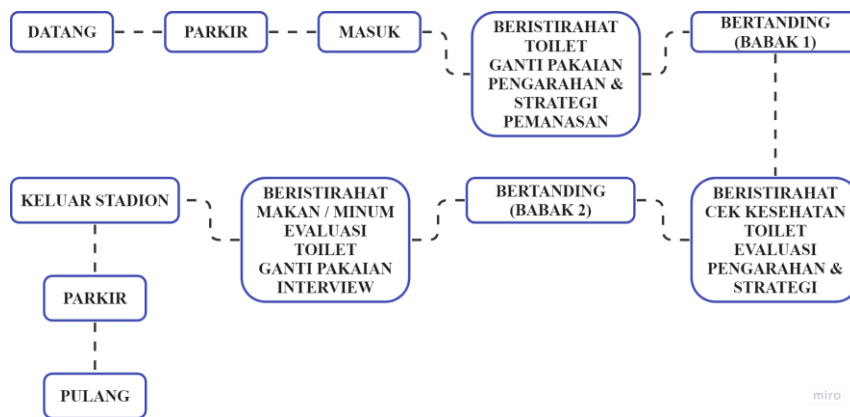 DATANG
PARKIR
MASUK
BERISTIRAHAT
TOILET
GANTI PAKAIAN
PENGARAHAN &
STRATEGI
PEMANASAN
BERTANDING
(BABAK 1)
BERISTIRAHAT
CEK KESEHATAN
TOILET
EVALUASI
PENGARAHAN &
STRATEGI
BERTANDING
(BABAK 2)
BERISTIRAHAT
MAKAN / MINUM
EVALUASI
TOILET
GANTI PAKAIAN
INTERVIEW
KELUAR STADION
PARKIR
PULANG
miro